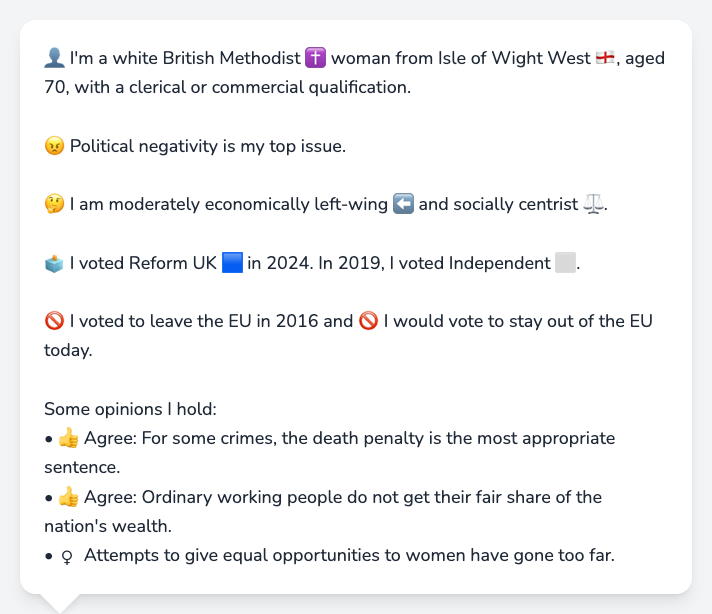 👤 I'm a white British Methodist ✝️ woman from Isle of Wight West 🏴󠁧󠁢󠁥󠁮󠁧󠁿, aged
70, with a clerical or commercial qualification.
😠 Political negativity is my top issue.
🤔 I am moderately economically left-wing ⬅️ and socially centrist ⚖️.
🗳️ I voted Reform UK 🟦 in 2024. In 2019, I voted Independent ⬜.
🚫 I voted to leave the EU in 2016 and 🚫 I would vote to stay out of the EU
today.
Some opinions I hold:
• 👍 Agree: For some crimes, the death penalty is the most appropriate
sentence.
• 👍 Agree: Ordinary working people do not get their fair share of the
nation's wealth.
• ♀ Attempts to give equal opportunities to women have gone too far.